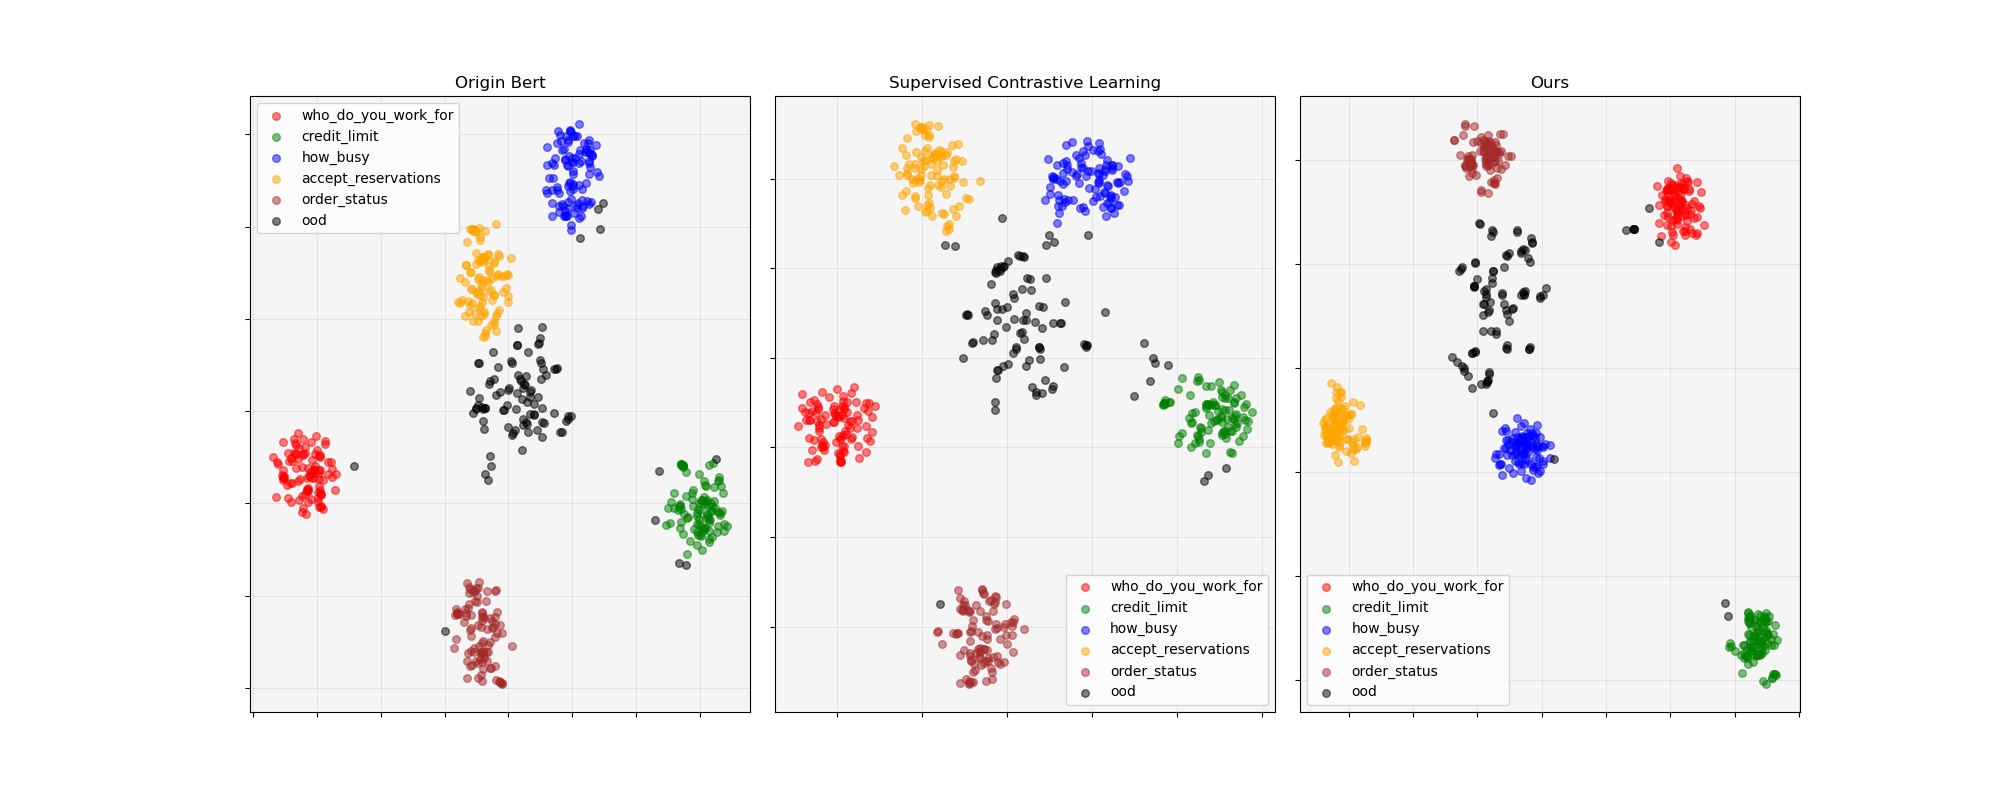 Origin Bert
who_do_you_work_for
credit_limit
how_busy
accept_reservations
order_status
ood
Supervised Contrastive Learning
who_do_you_work_for
credit_limit
how_busy
accept_reservations
order_status
ood
Ours
who_do_you_work_for
credit_limit
how_busy
accept_reservations
order_status
ood